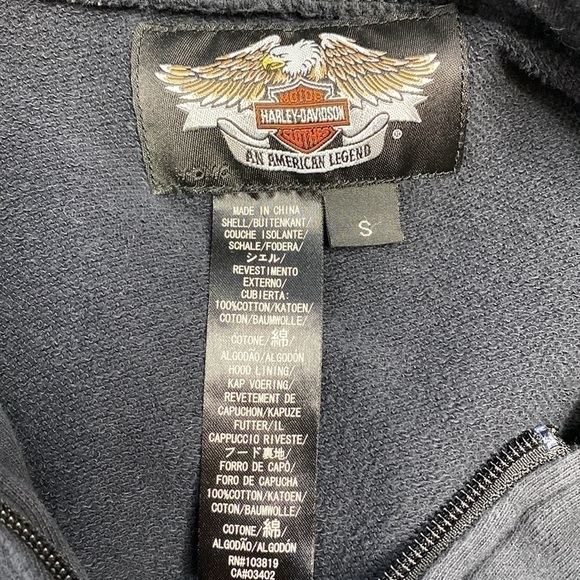 MOTOR
HARLEY-DAVIDSON
CLOTHES
AN AMERICAN LEGEND
®
S
MADE IN CHINA
SHELL/BUITENKANT/
COUCHE ISOLANTE/
SCHALE/FODERA/
シェル/
REVESTIMENTO
EXTERNO/
CUBIERTA:
100%COTTON/KATOEN/
COTON/BAUMWOLLE/
COTONE/綿/
ALGODAO/ALGODÓN
HOOD LINING/
KAP VOERING/
REVETEMENT DE
CAPUCHON/KAPUZE
FUTTER/IL
CAPPUCCIO RIVESTE/
フード裏地/
FORRO DE CAPÔ/
FORO DE CAPUCHA
100%COTTON/KATOEN/
COTON/BAUMWOLLE/
COTONE/綿/
ALGODÃO/ALGODÓN
RN#103819
CA#03402